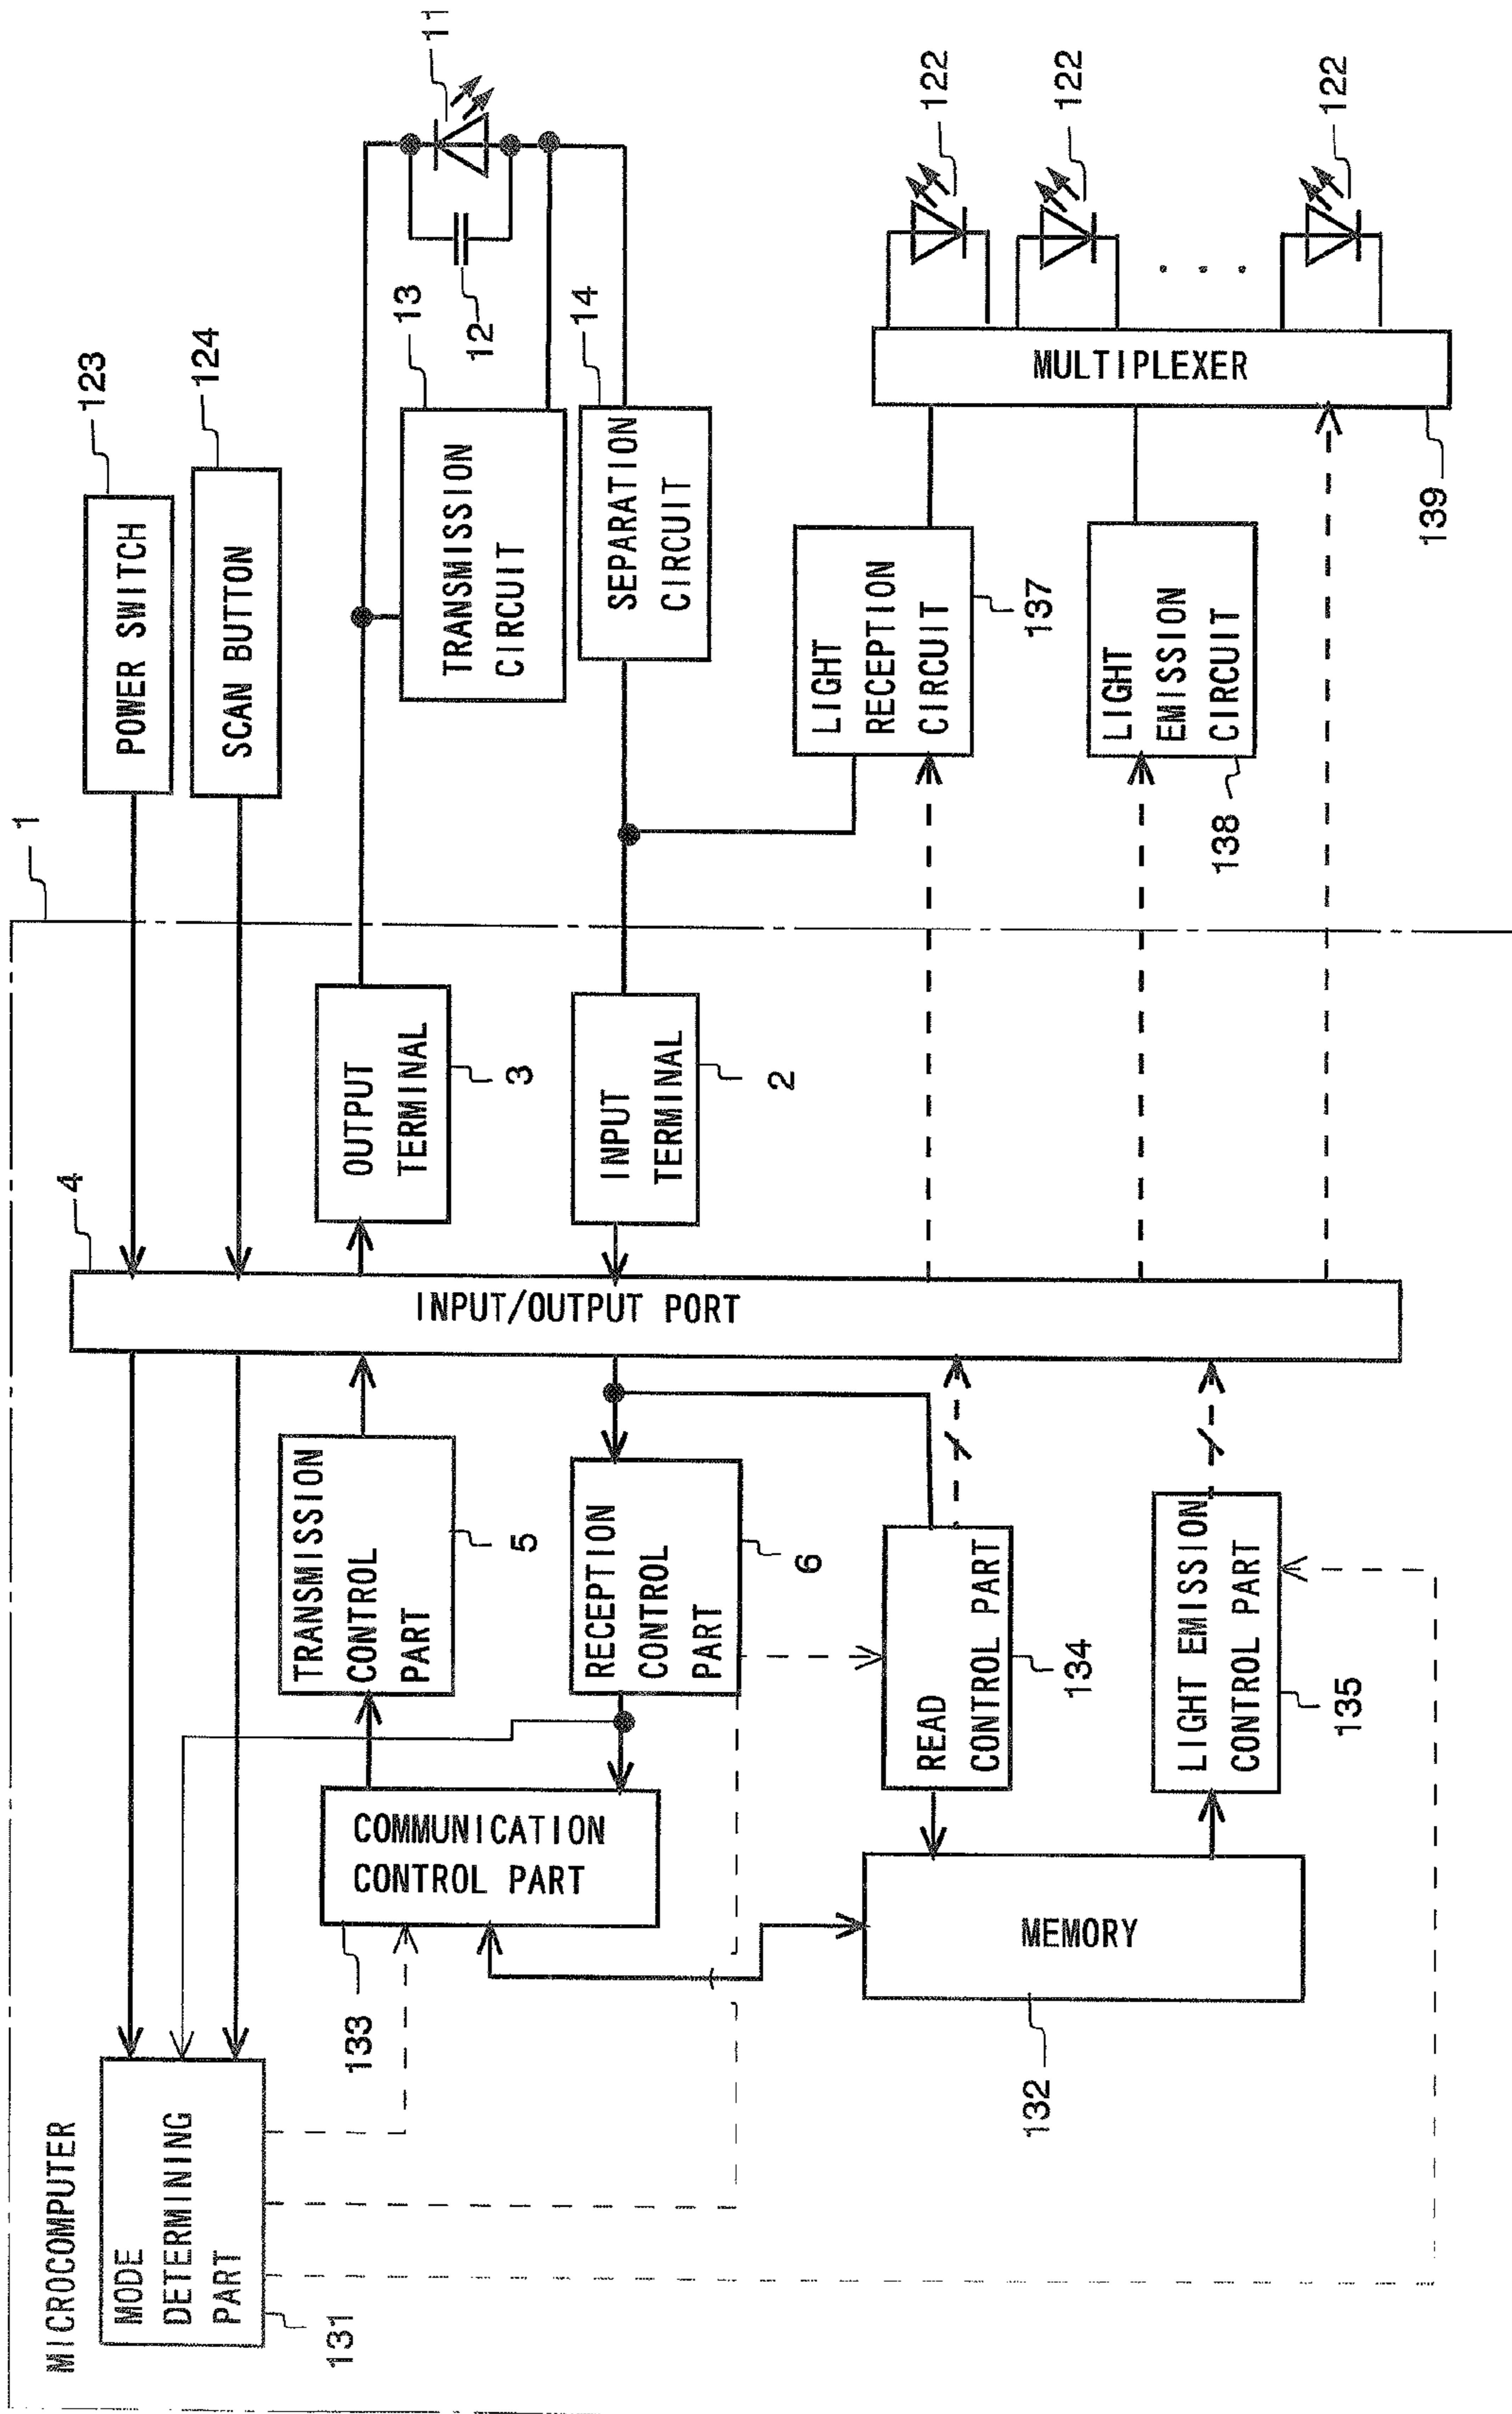 MICROCOMPUTER
1
MODE
DETERMINING
PART
131
4
INPUT/OUTPUT PORT
POWER SWITCH
123
SCAN BUTTON
124
TRANSMISSION
CONTROL
PART
5
OUTPUT
TERMINAL
3
TRANSMISSION
CIRCUIT
13
11
12
COMMUNICATION
CONTROL PART
133
RECEPTION
CONTROL
PART
6
INPUT
TERMINAL
2
SEPARATION
CIRCUIT
14
READ
CONTROL PART
134
LIGHT
RECEPTION
CIRCUIT
137
MEMORY
132
LIGHT EMISSION
CONTROL PART
135
LIGHT
EMISSION
CIRCUIT
138
MULTIPLEXER
139
122
122
122